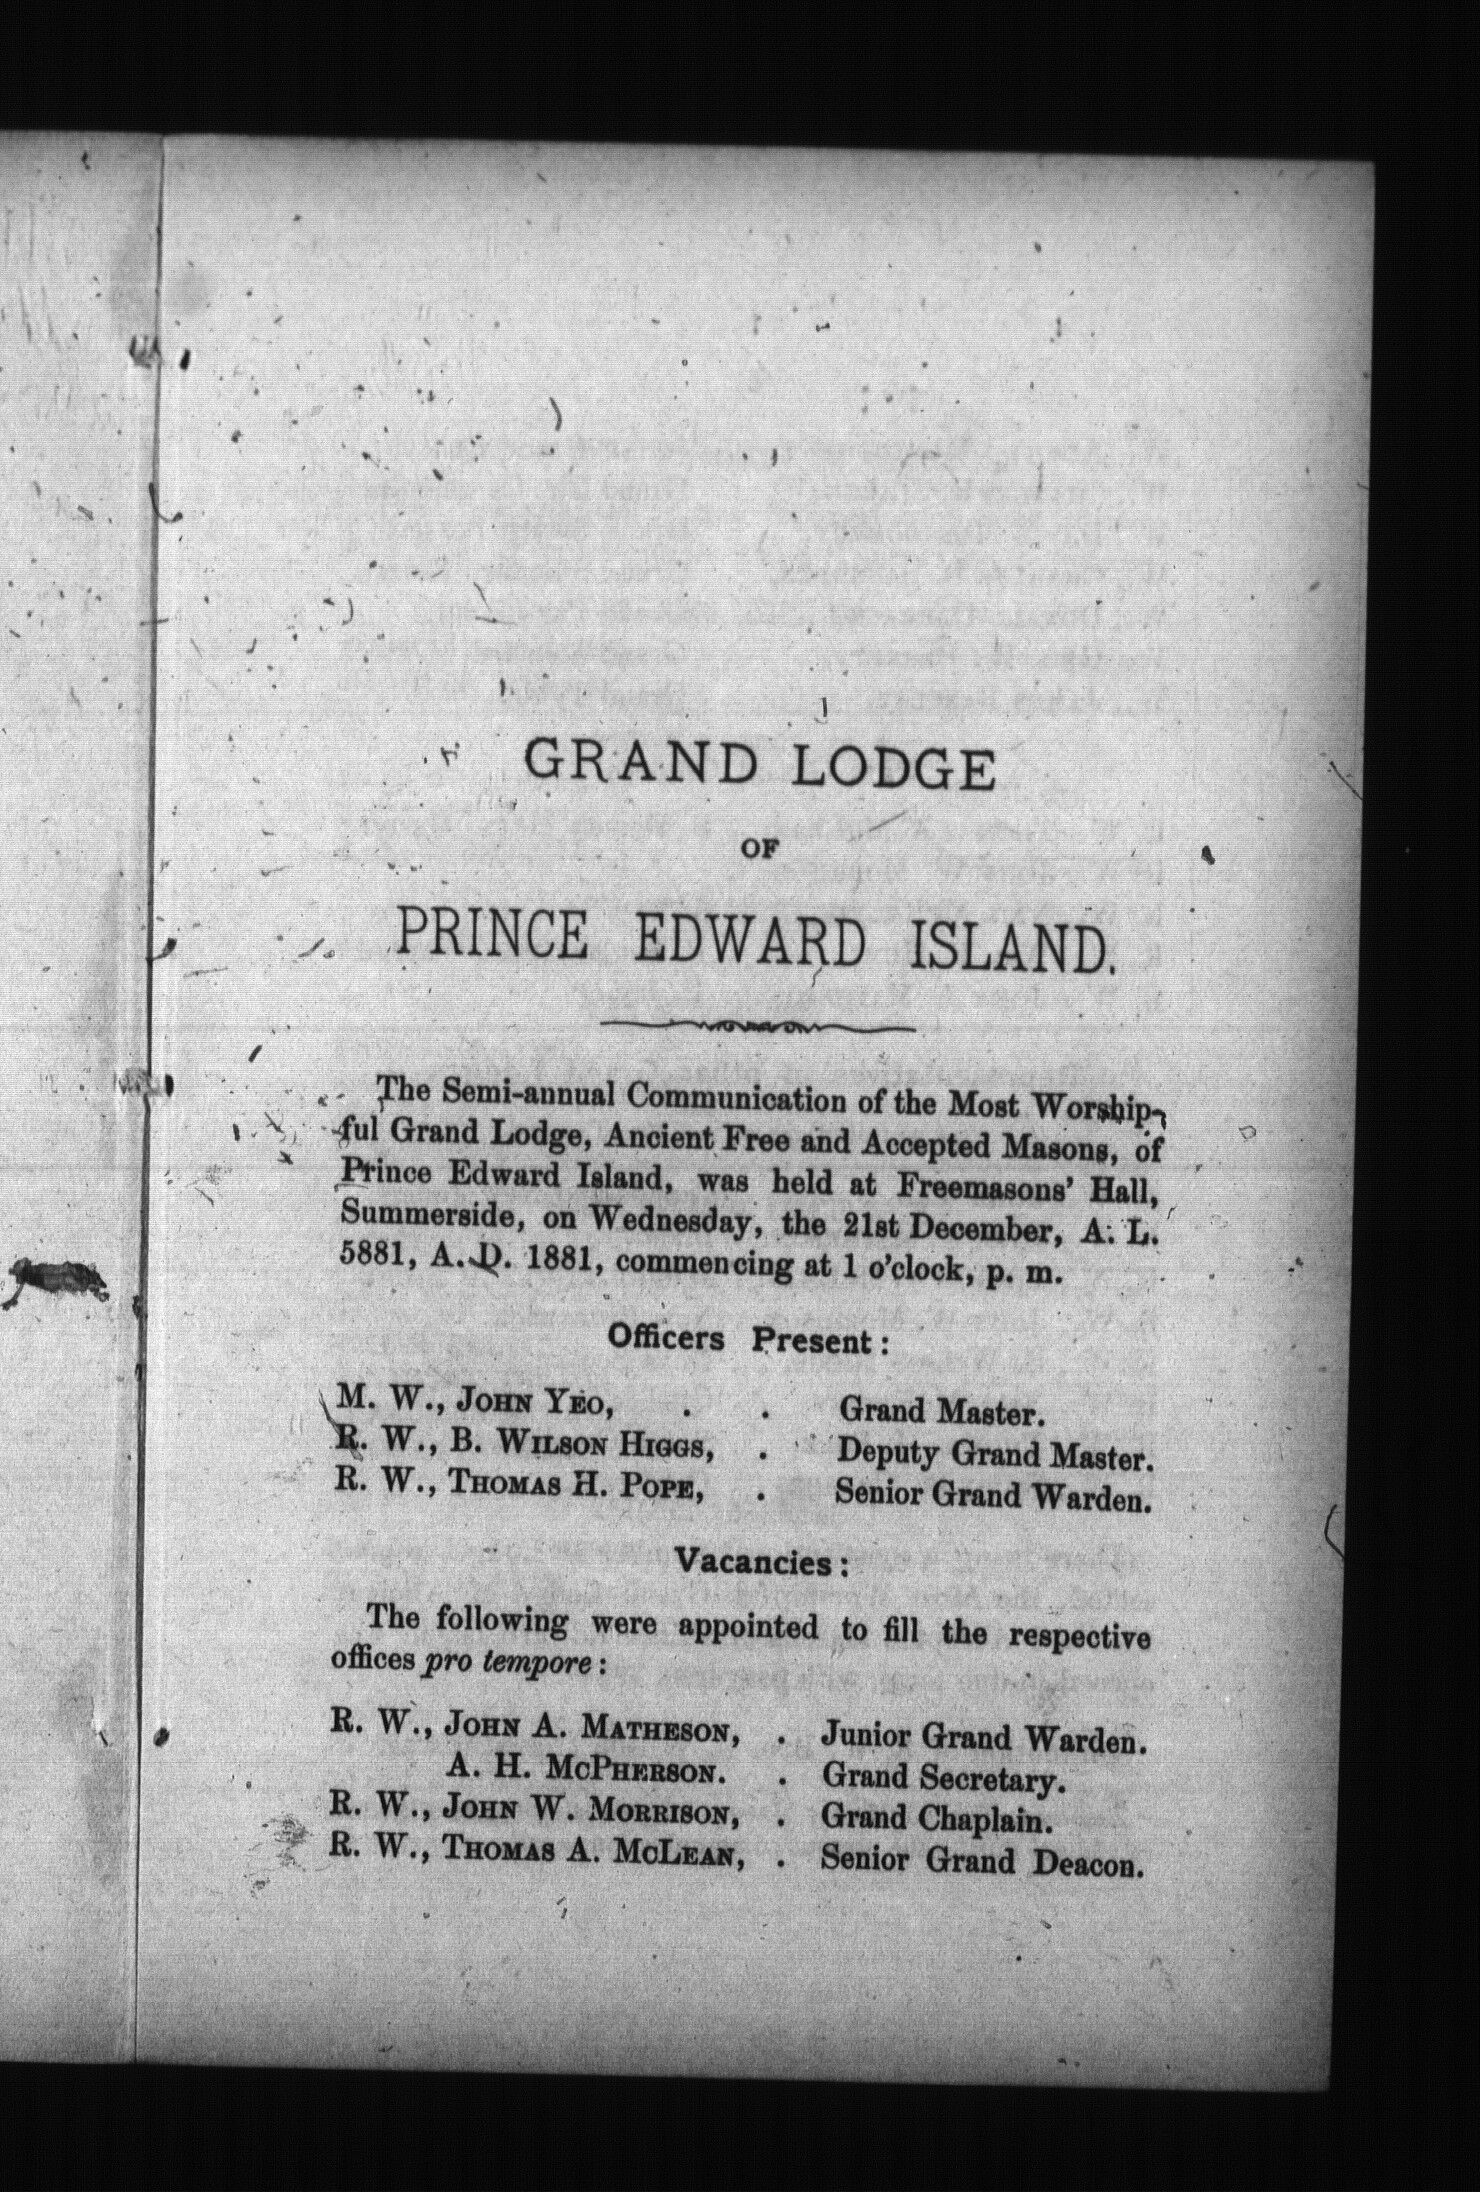 GRAND LODGE
OF
PRINCE EDWARD ISLAND.
The Semi-annual Communication of the Most Worship-
ful Grand Lodge, Ancient Free and Accepted Masons, of
Prince Edward Island, was held at Freemasons' Hall,
Summerside, on Wednesday, the 21st December, A. L.
5881, A. D. 1881, commencing at 1 o'clock, p. m.
Officers Present:
M. W., JOHN YEO, . . Grand Master.
R. W., B. WILSON HIGGS, . Deputy Grand Master.
R. W., THOMAS H. POPE, . Senior Grand Warden.
Vacancies:
The following were appointed to fill the respective
offices pro tempore:
R. W., JOHN A. MATHESON, . Junior Grand Warden.
A. H. MCPHERSON. . Grand Secretary.
R. W., JOHN W. MORRISON, . Grand Chaplain.
R. W., THOMAS A. MCLEAN, . Senior Grand Deacon.